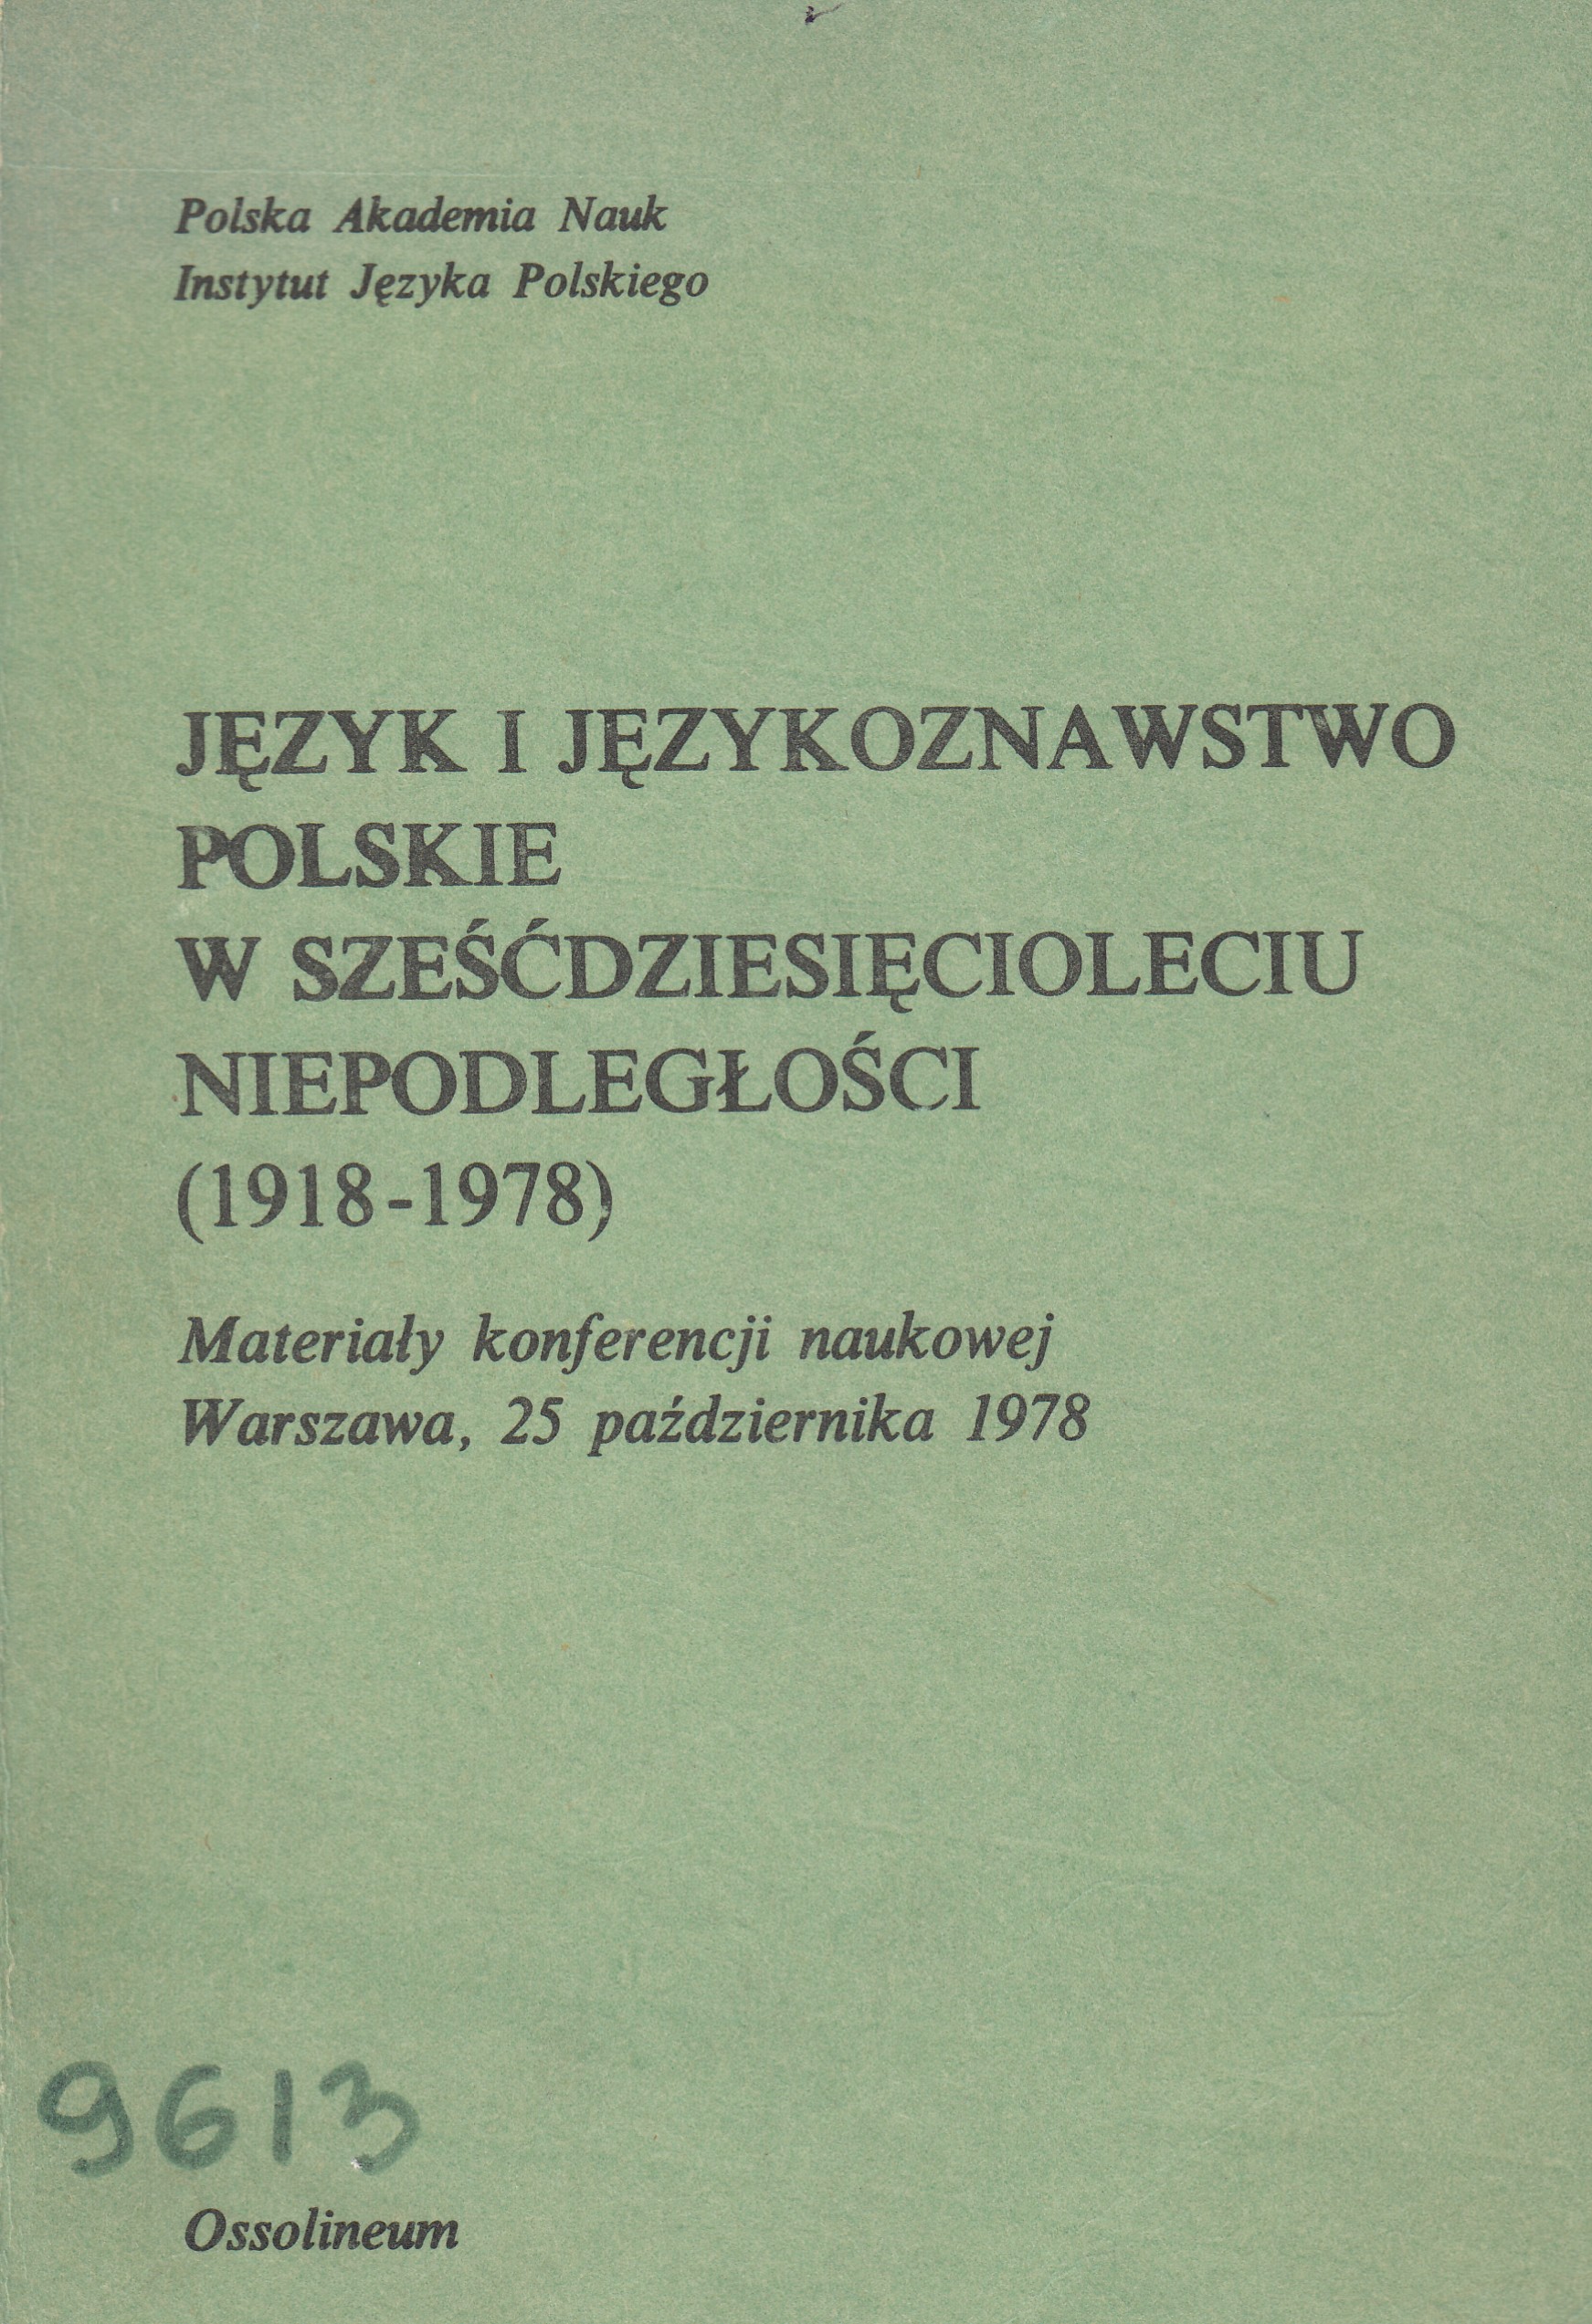 Polska Akademia Nauk
Instytut Języka Polskiego
JĘZYK I JĘZYKOZNAWSTWO
POLSKIE
W SZEŚĆDZIESIĘCIOLECIU
NIEPODLEGŁOŚCI
(1918-1978)
Materiały konferencji naukowej
Warszawa, 25 października 1978
9613
Ossolineum